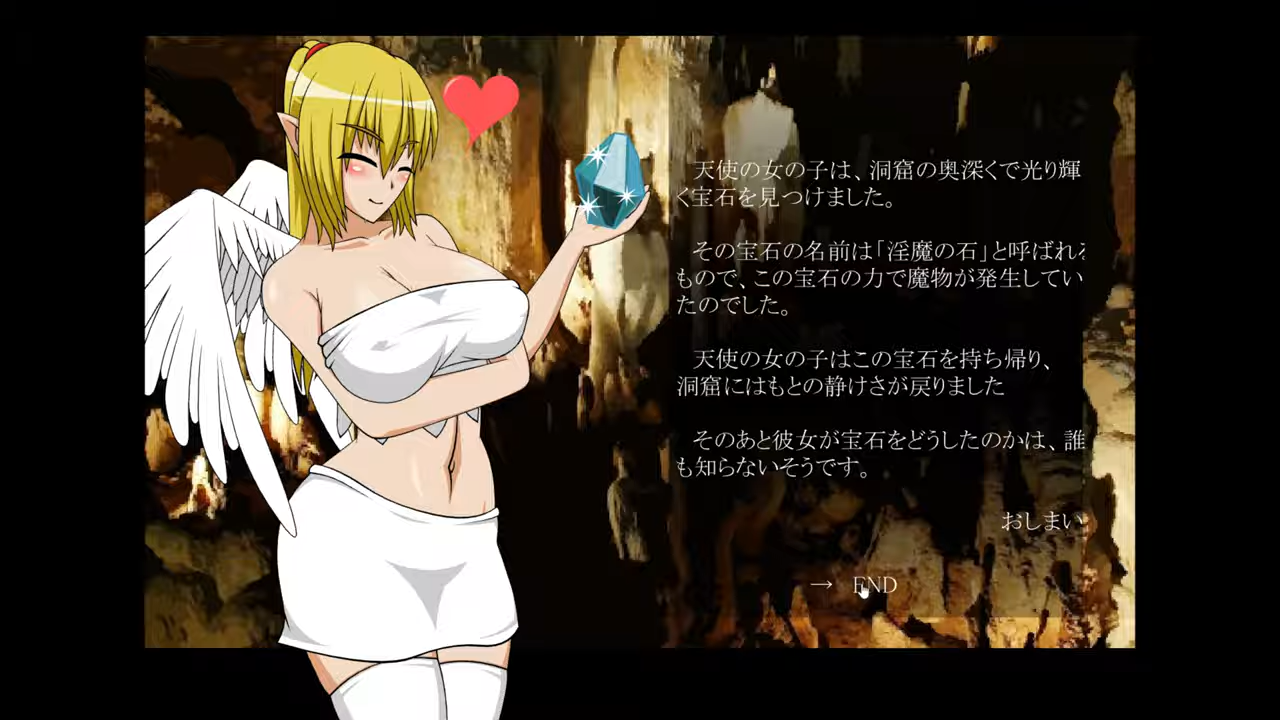 天使の女の子は、洞窟の奥深くで光り輝
く宝石を見つけました。
その宝石の名前は「淫魔の石」と呼ばれる
もので、この宝石の力で魔物が発生してい
たのでした。
天使の女の子はこの宝石を持ち帰り、
洞窟にはもとの静けさが戻りました
そのあと彼女が宝石をどうしたのかは、誰
も知らないそうです。
おしまい
→ END